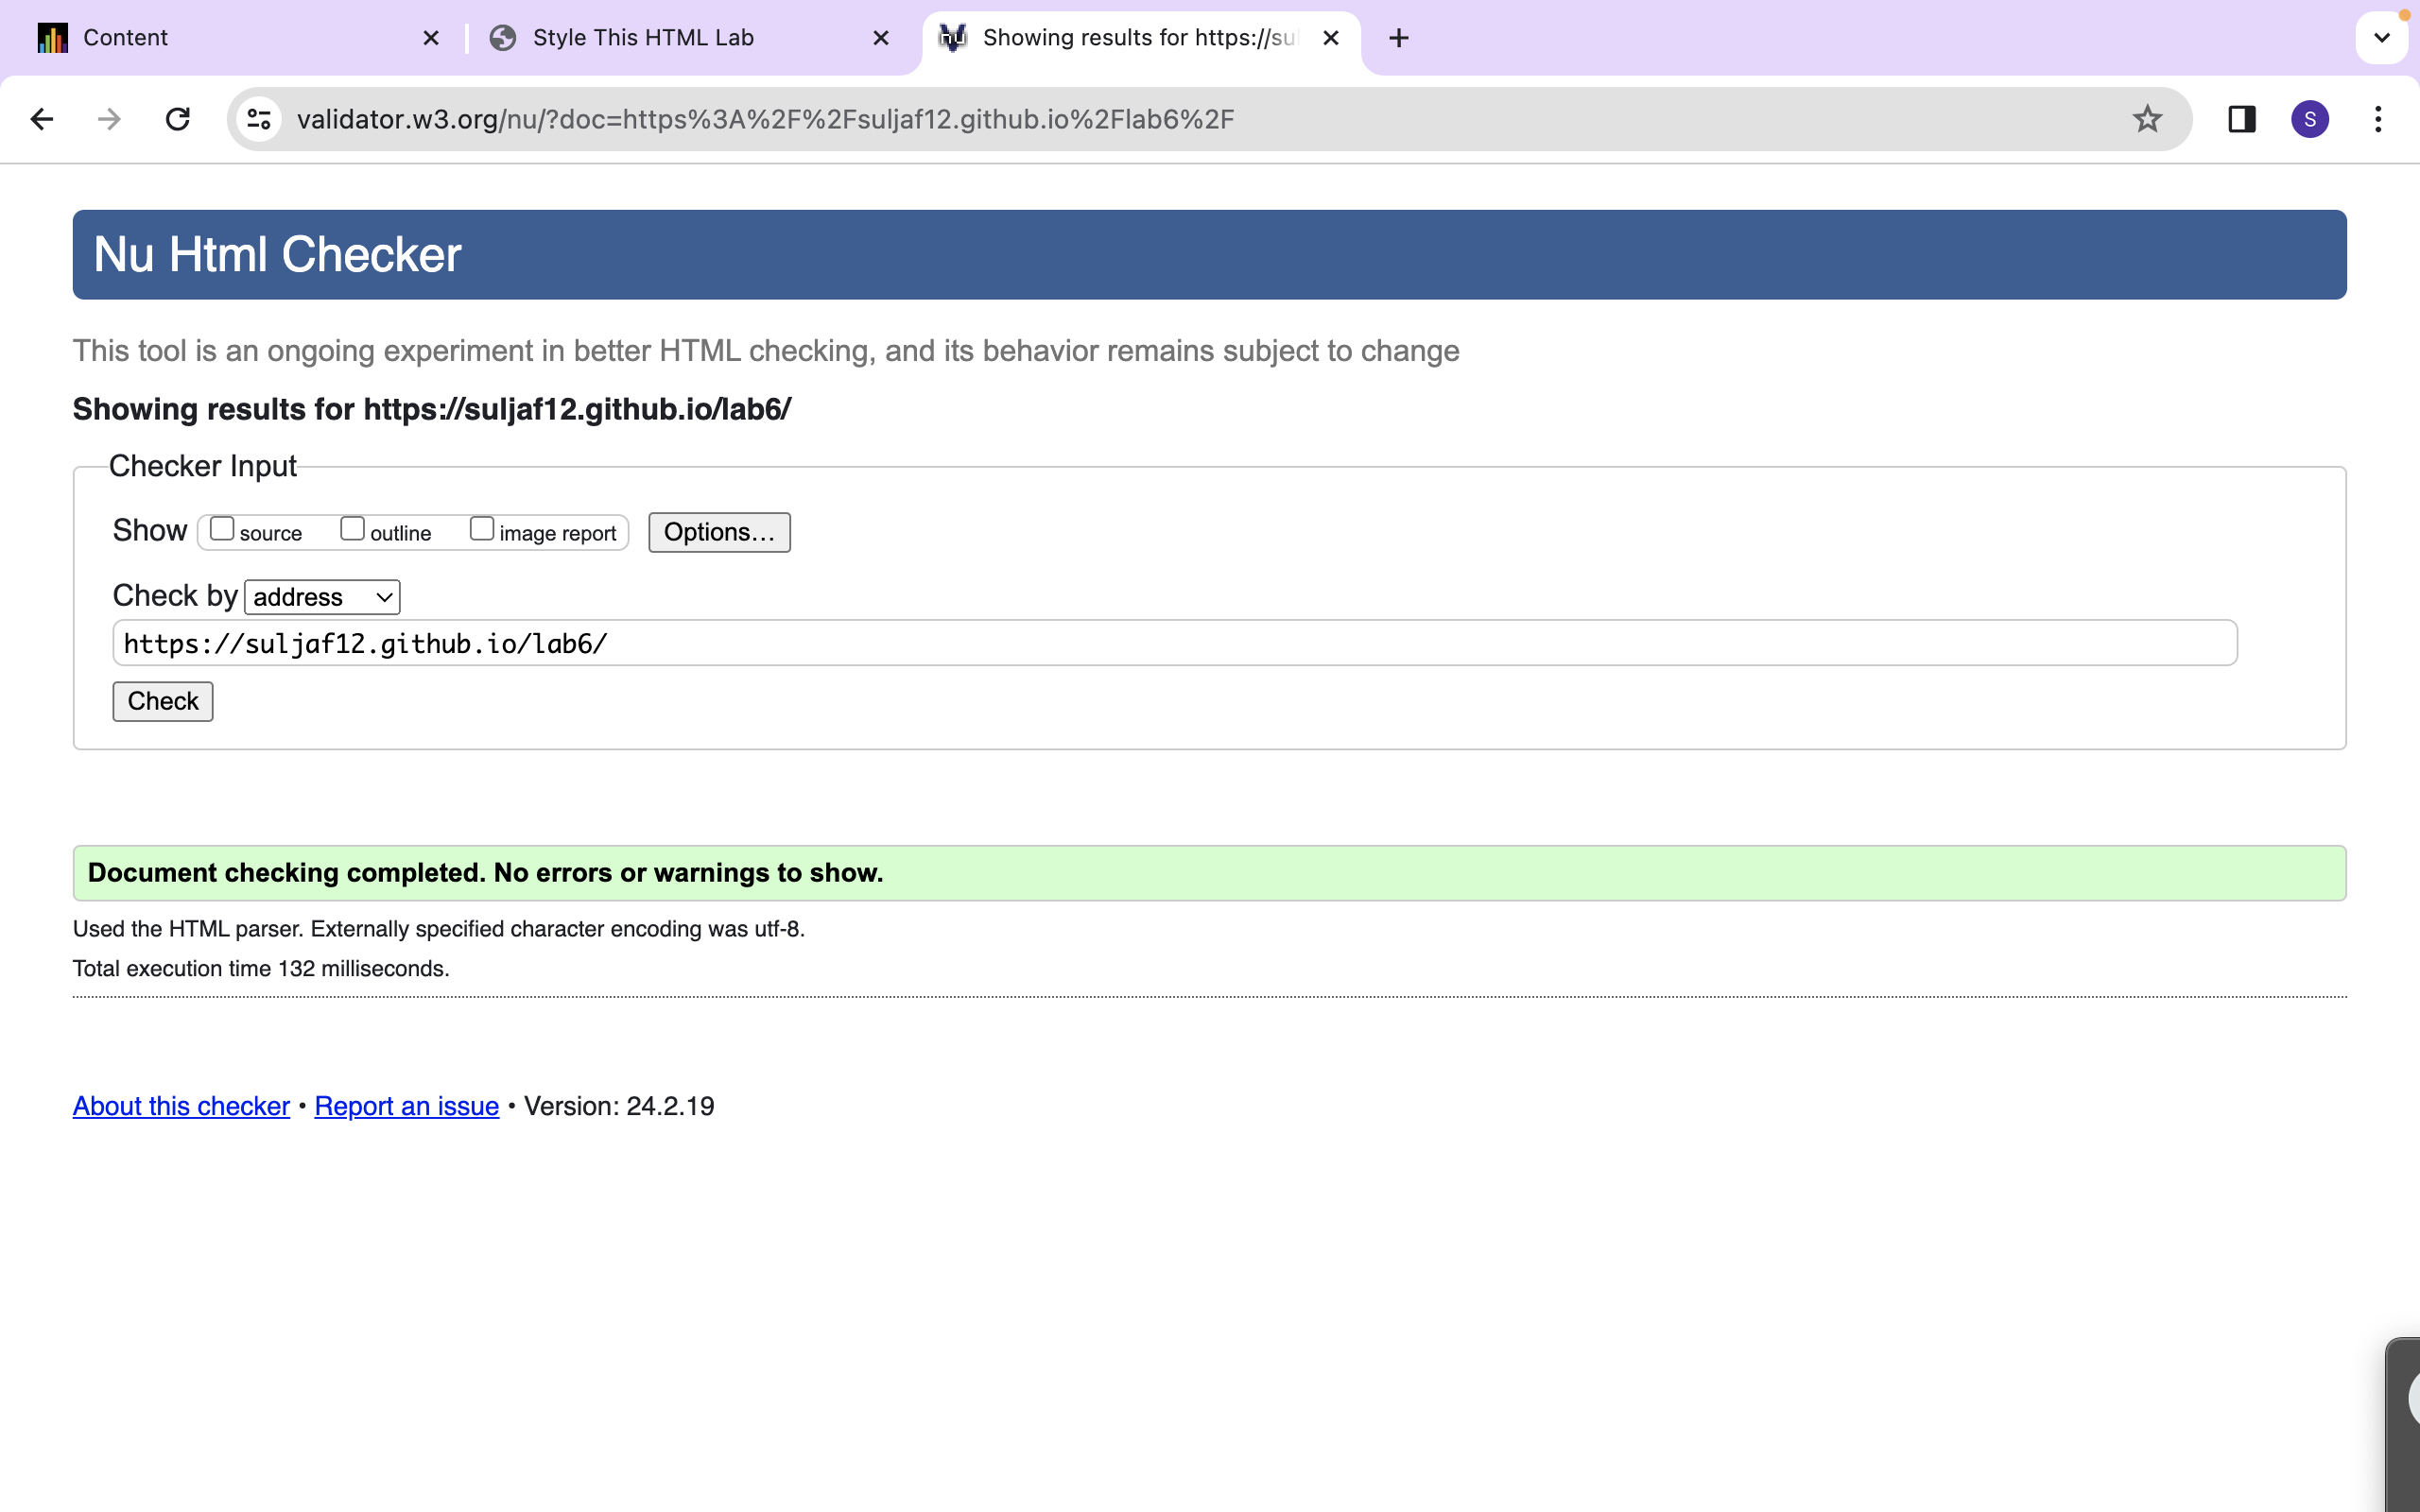 Content
Style This HTML Lab
Showing results for https://su
validator.w3.org/nu/?doc=https%3A%2F%2Fsuljaf12.github.io%2Flab6%2F
S
Nu Html Checker
This tool is an ongoing experiment in better HTML checking, and its behavior remains subject to change
Showing results for https://suljaf12.github.io/lab6/
Checker Input
Show source outline image report Options...
Check by address
https://suljaf12.github.io/lab6/
Check
Document checking completed. No errors or warnings to show.
Used the HTML parser. Externally specified character encoding was utf-8.
Total execution time 132 milliseconds.
About this checker • Report an issue • Version: 24.2.19